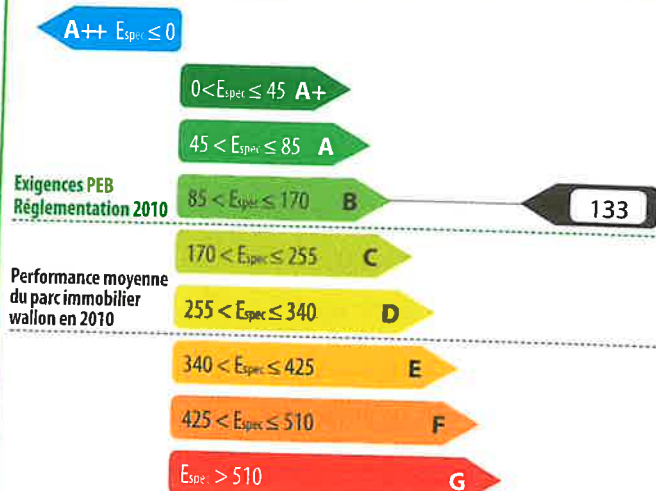 A++ Espec ≤ 0
0 < Espec ≤ 45 A+
45 < Espec ≤ 85 A
Exigences PEB
Réglementation 2010
85 < Espec ≤ 170 B
133
170 < Espec ≤ 255 C
Performance moyenne
du parc immobilier
wallon en 2010
255 < Espec ≤ 340 D
340 < Espec ≤ 425 E
425 < Espec ≤ 510 F
Espec > 510 G